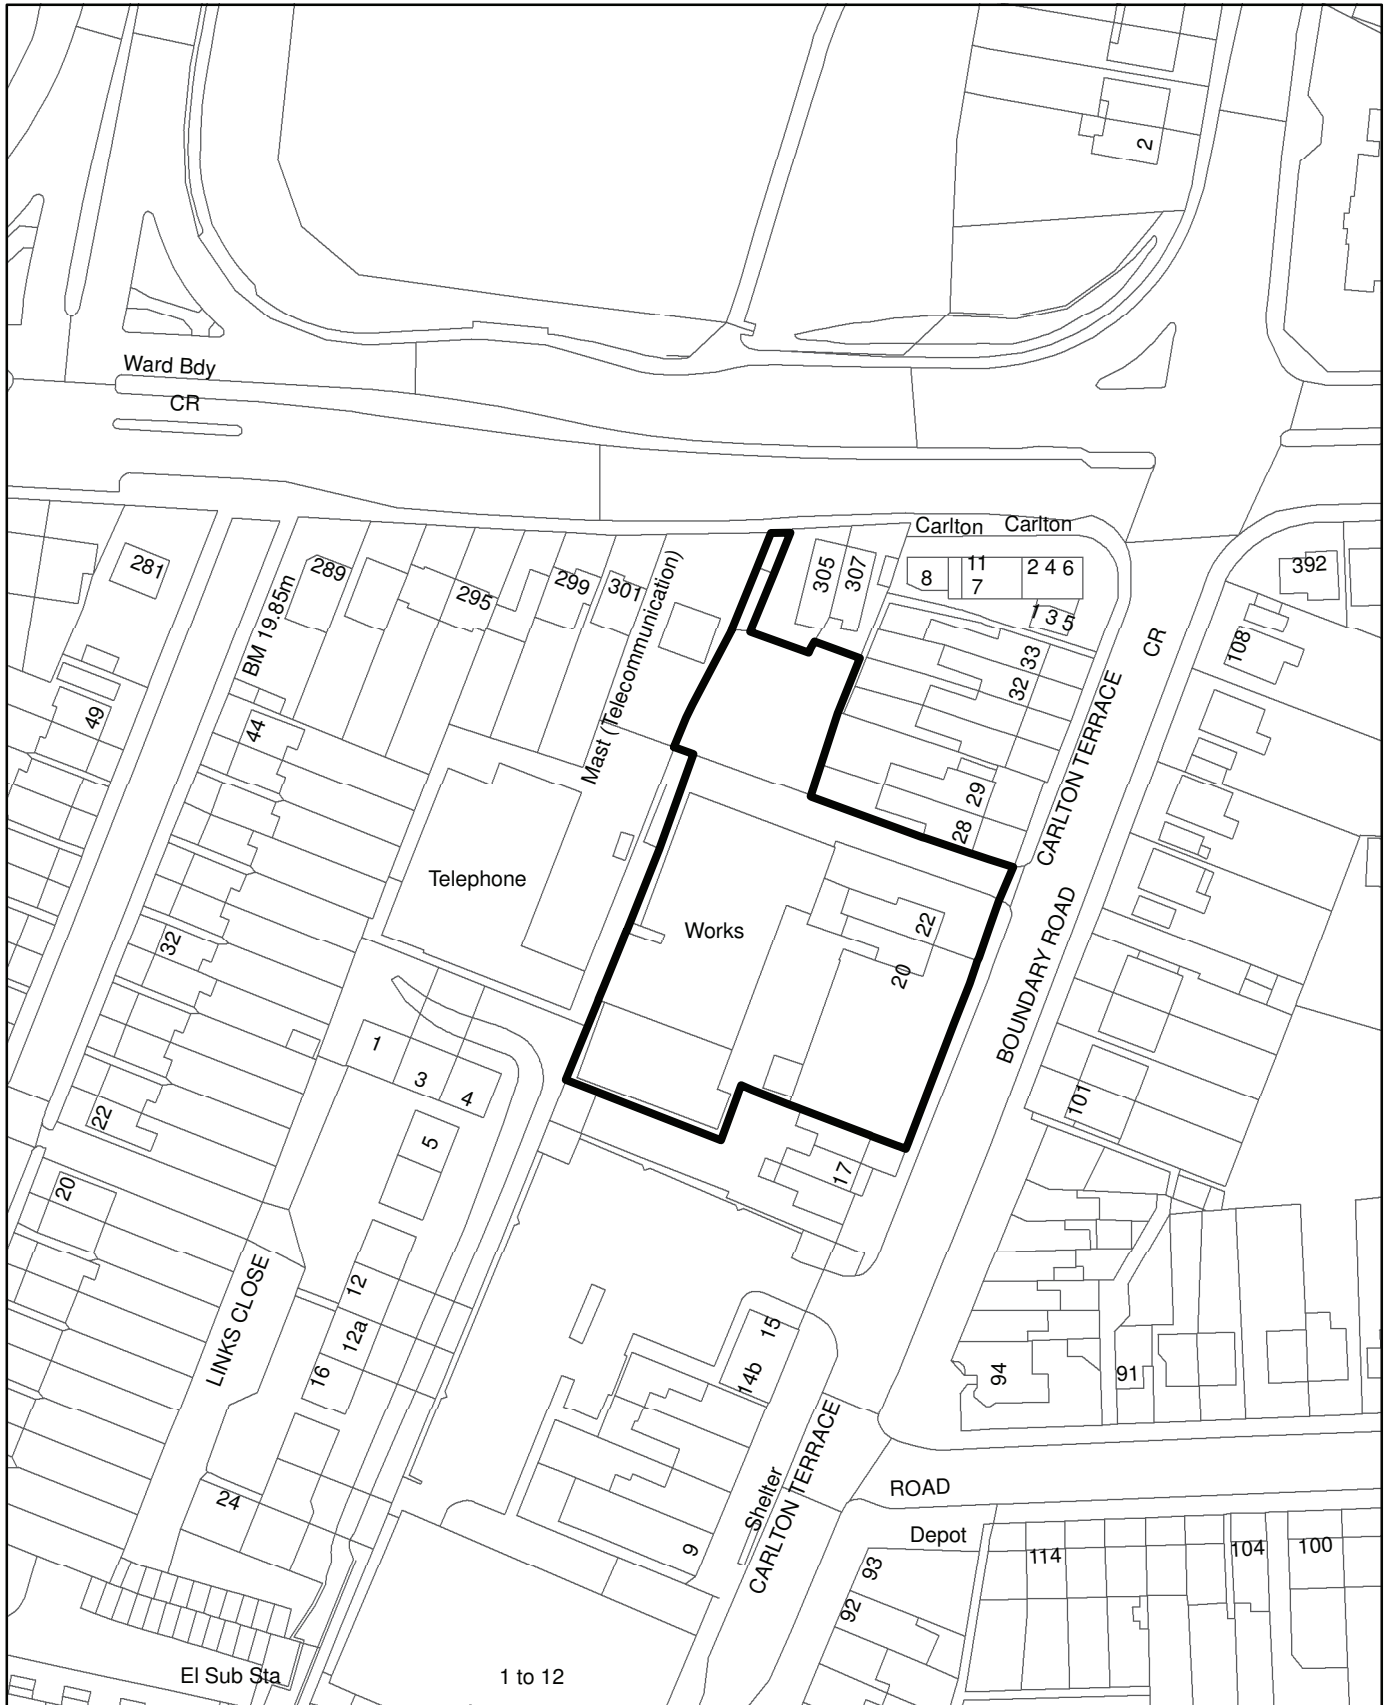 2
Ward Bdy
CR
Carlton Carlton
281
BM 19.85m
289
295
299
301
Mast (Telecommunication)
305
307
8
11
7
2 4 6
1 3 5
392
33
32
CR
108
49
44
29
28
CARLTON TERRACE
Telephone
Works
22
20
BOUNDARY ROAD
32
1
3
4
5
22
101
17
20
LINKS CLOSE
12
12a
16
15
14b
94
91
24
Shelter
CARLTON TERRACE
9
ROAD
Depot
93
92
114
104
100
El Sub Sta
1 to 12